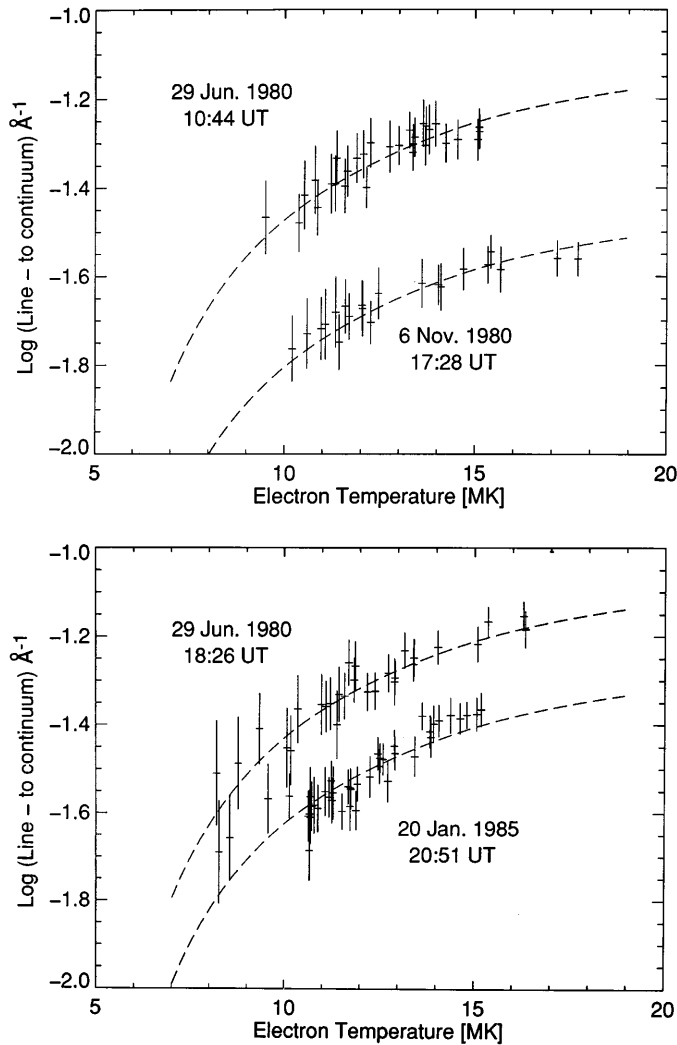 −1.0
−1.2
−1.4
−1.6
−1.8
−2.0
Log (Line – to continuum) Å-1
29 Jun. 1980
10:44 UT
6 Nov. 1980
17:28 UT
5
10
15
20
Electron Temperature [MK]
−1.0
−1.2
−1.4
−1.6
−1.8
−2.0
Log (Line – to continuum) Å-1
29 Jun. 1980
18:26 UT
20 Jan. 1985
20:51 UT
5
10
15
20
Electron Temperature [MK]